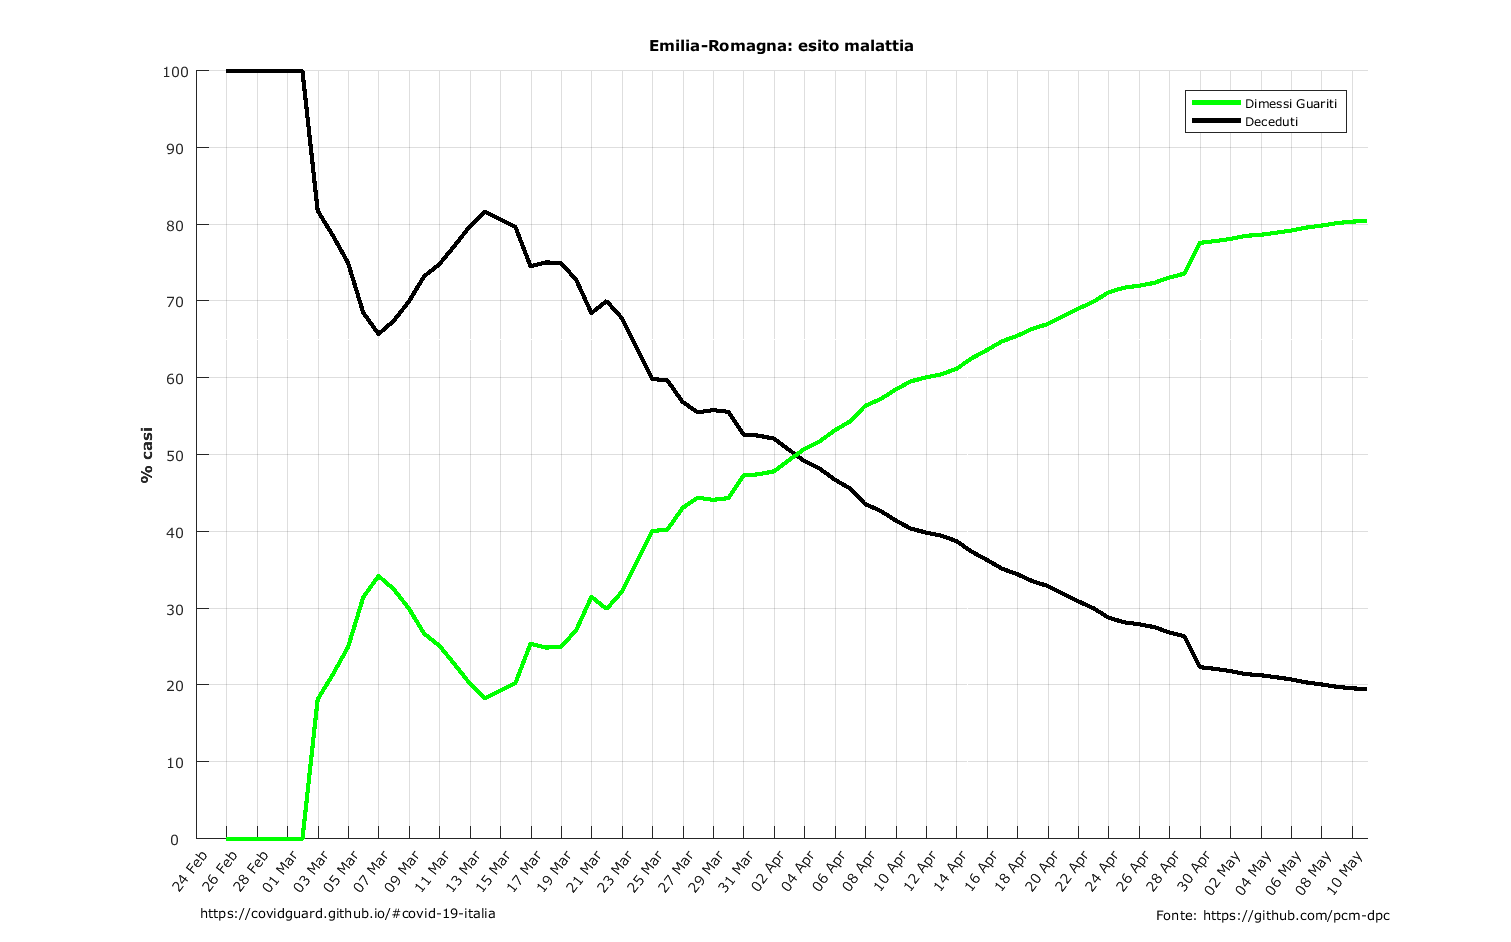 Emilia-Romagna: esito malattia
Dimessi Guariti
Deceduti
% casi
100
90
80
70
60
50
40
30
20
10
0
24 Feb
26 Feb
28 Feb
01 Mar
03 Mar
05 Mar
07 Mar
09 Mar
11 Mar
13 Mar
15 Mar
17 Mar
19 Mar
21 Mar
23 Mar
25 Mar
27 Mar
29 Mar
31 Mar
02 Apr
04 Apr
06 Apr
08 Apr
10 Apr
12 Apr
14 Apr
16 Apr
18 Apr
20 Apr
22 Apr
24 Apr
26 Apr
28 Apr
30 Apr
02 May
04 May
06 May
08 May
10 May
https://covidguard.github.io/#covid-19-italia
Fonte: https://github.com/pcm-dpc